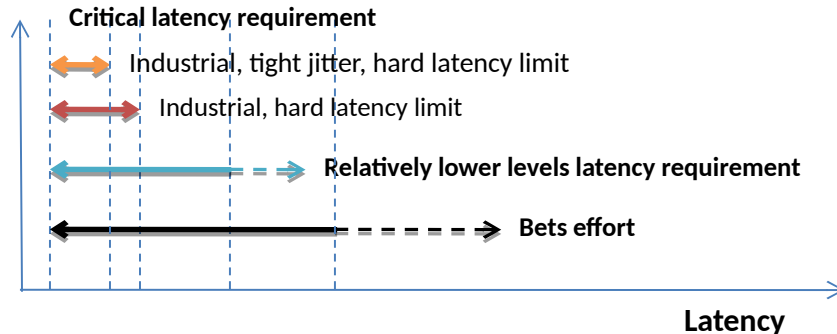 Critical latency requirement
Industrial, tight jitter, hard latency limit
Industrial, hard latency limit
Relatively lower levels latency requirement
Bets effort
Latency